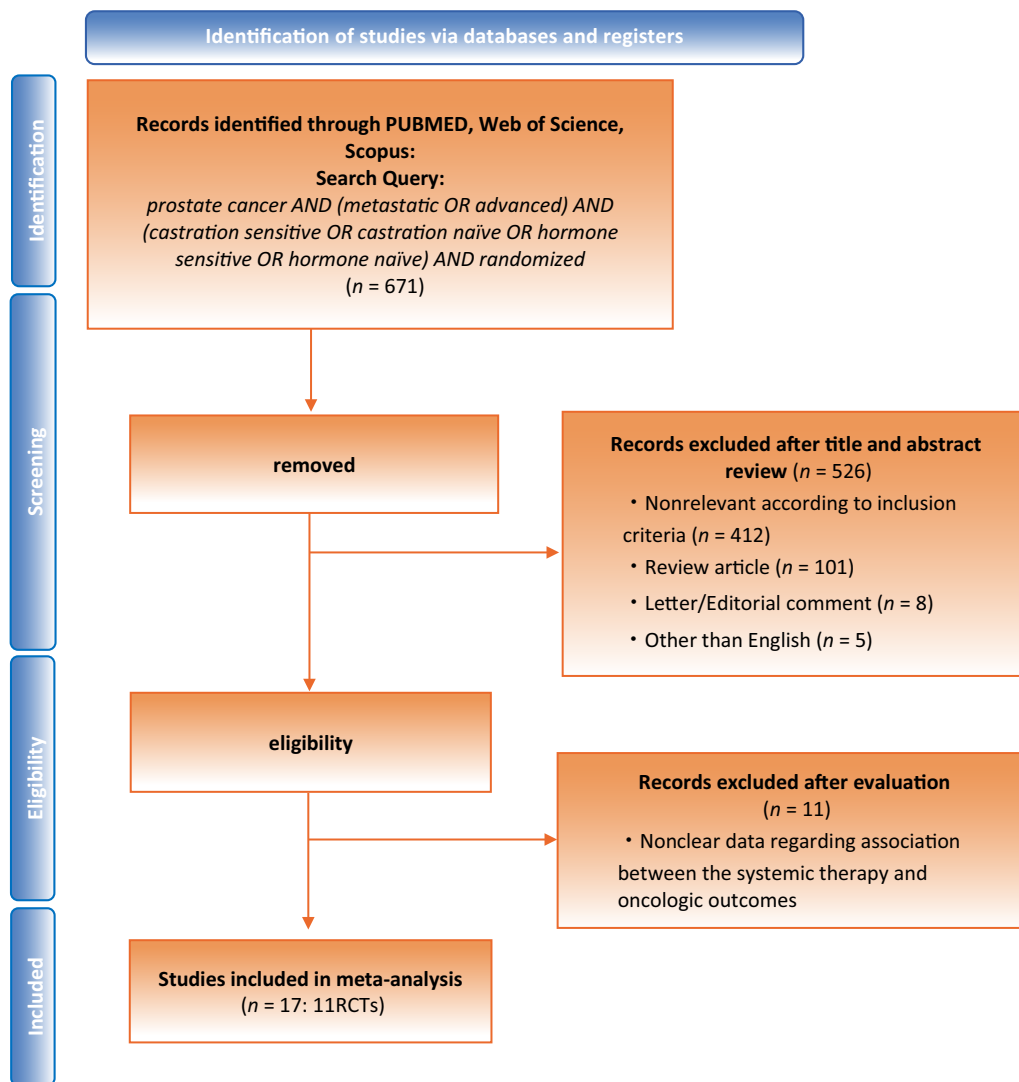 Identification of studies via databases and registers
Identification
Records identified through PUBMED, Web of Science,
Scopus:
Search Query:
prostate cancer AND (metastatic OR advanced) AND
(castration sensitive OR castration naïve OR hormone
sensitive OR hormone naïve) AND randomized
(n = 671)
Screening
removed
Records excluded after title and abstract
review (n = 526)
・Nonrelevant according to inclusion
criteria (n = 412)
・Review article (n = 101)
・Letter/Editorial comment (n = 8)
・Other than English (n = 5)
Eligibility
eligibility
Records excluded after evaluation
(n = 11)
・Nonclear data regarding association
between the systemic therapy and
oncologic outcomes
Included
Studies included in meta-analysis
(n = 17: 11RCTs)